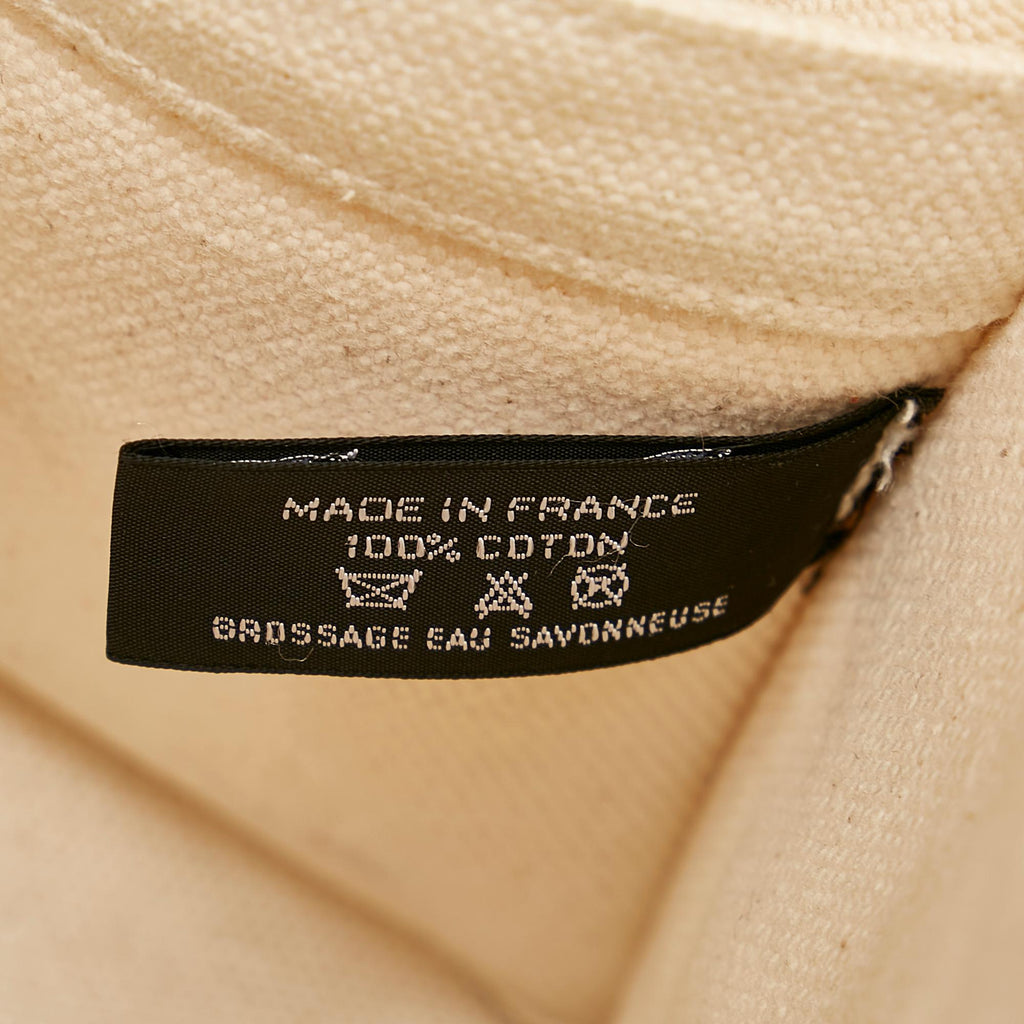 MADE IN FRANCE
100% COTON
BROSSAGE EAU SAVONNEUSE